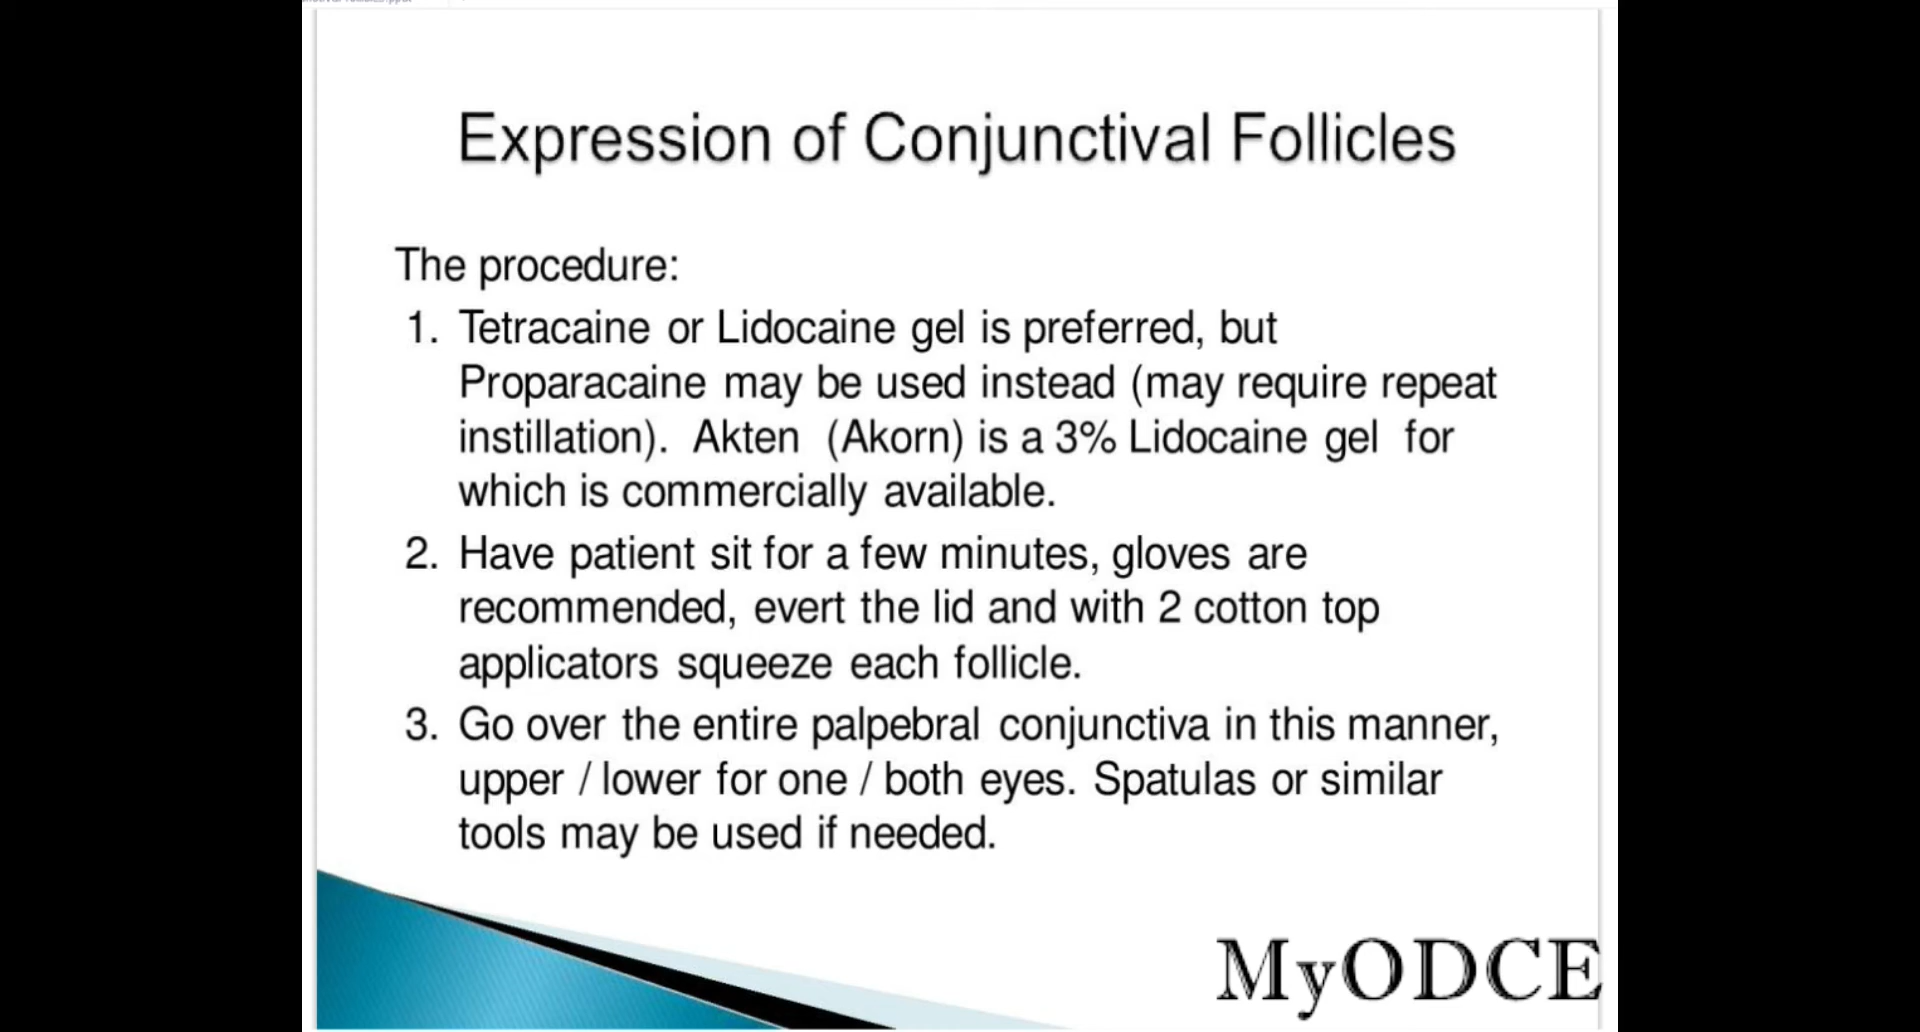 Expression of Conjunctival Follicles
The procedure:
1. Tetracaine or Lidocaine gel is preferred, but
Proparacaine may be used instead (may require repeat
instillation). Akten (Akorn) is a 3% Lidocaine gel for
which is commercially available.
2. Have patient sit for a few minutes, gloves are
recommended, evert the lid and with 2 cotton top
applicators squeeze each follicle.
3. Go over the entire palpebral conjunctiva in this manner,
upper / lower for one / both eyes. Spatulas or similar
tools may be used if needed.
MyODCE